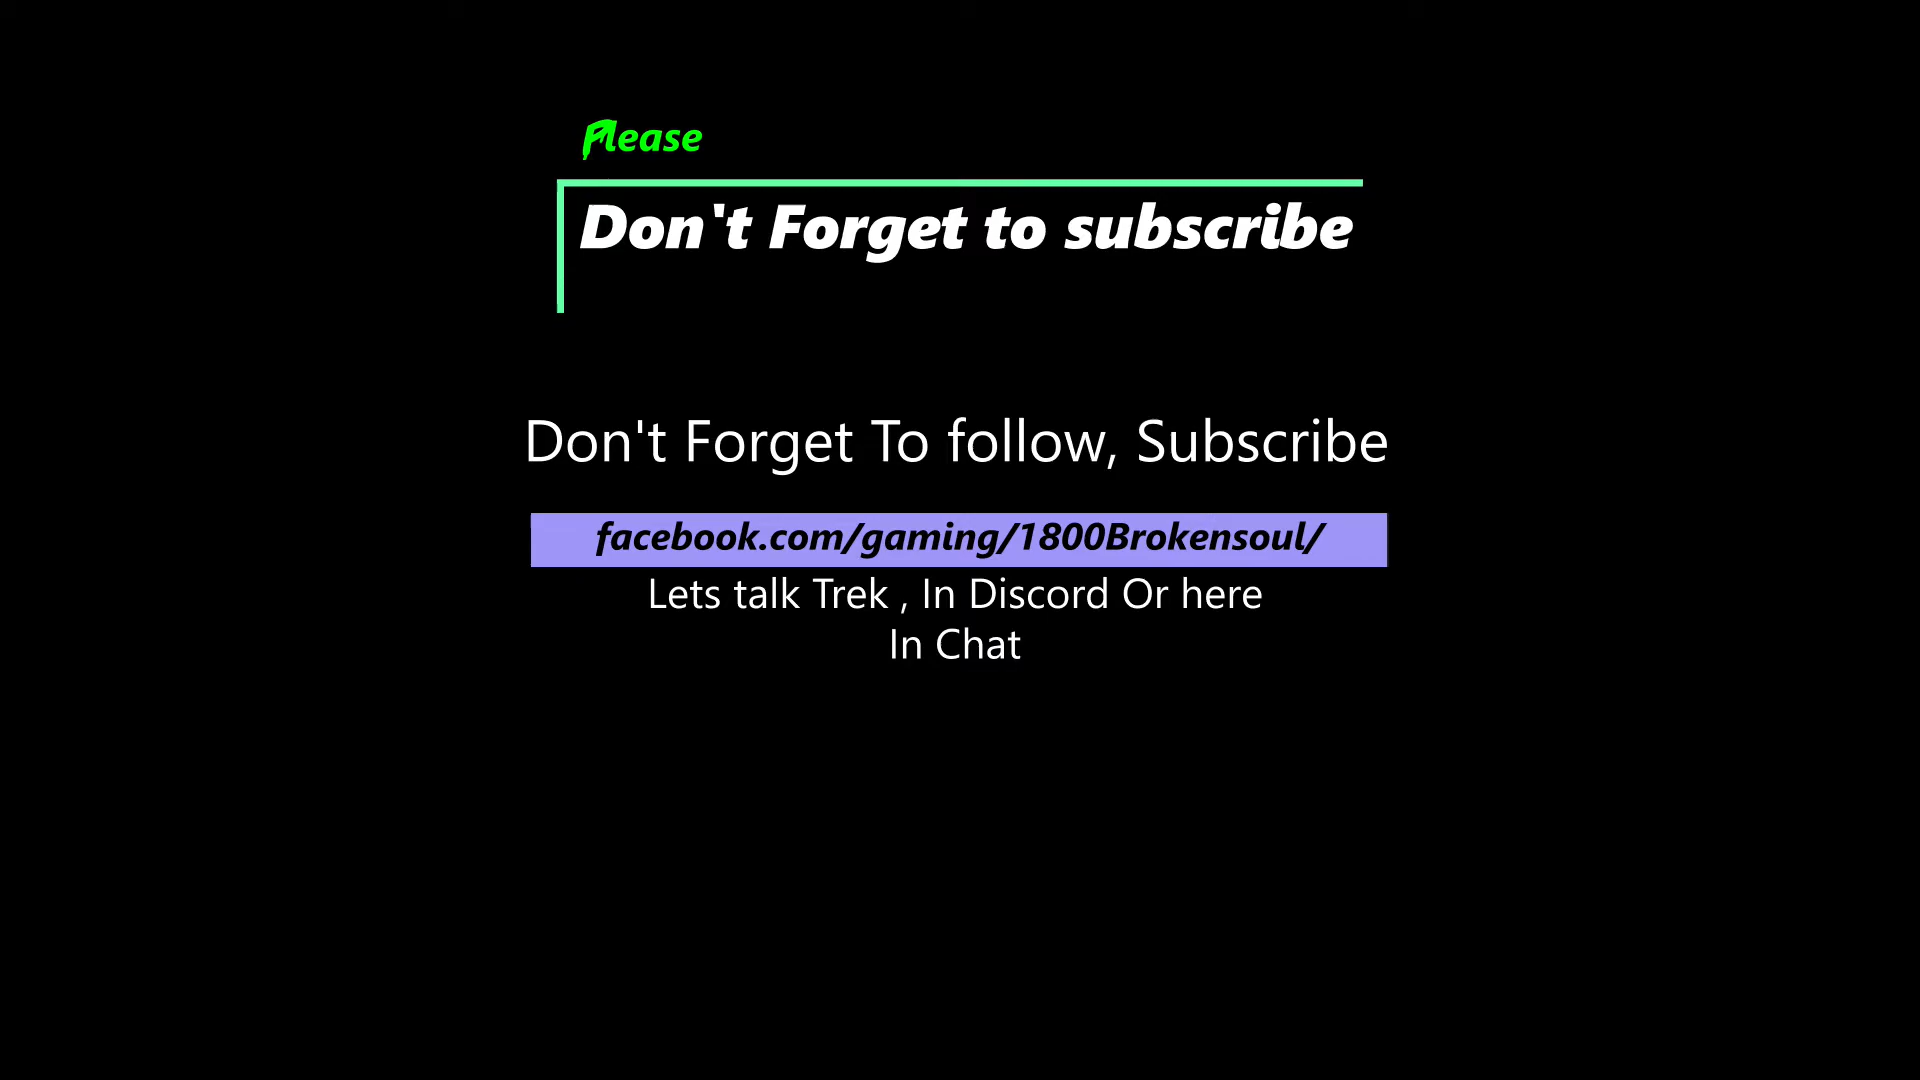 Please
Don't Forget to subscribe
Don't Forget To follow, Subscribe
facebook.com/gaming/1800Brokensoul/
Lets talk Trek , In Discord Or here
In Chat